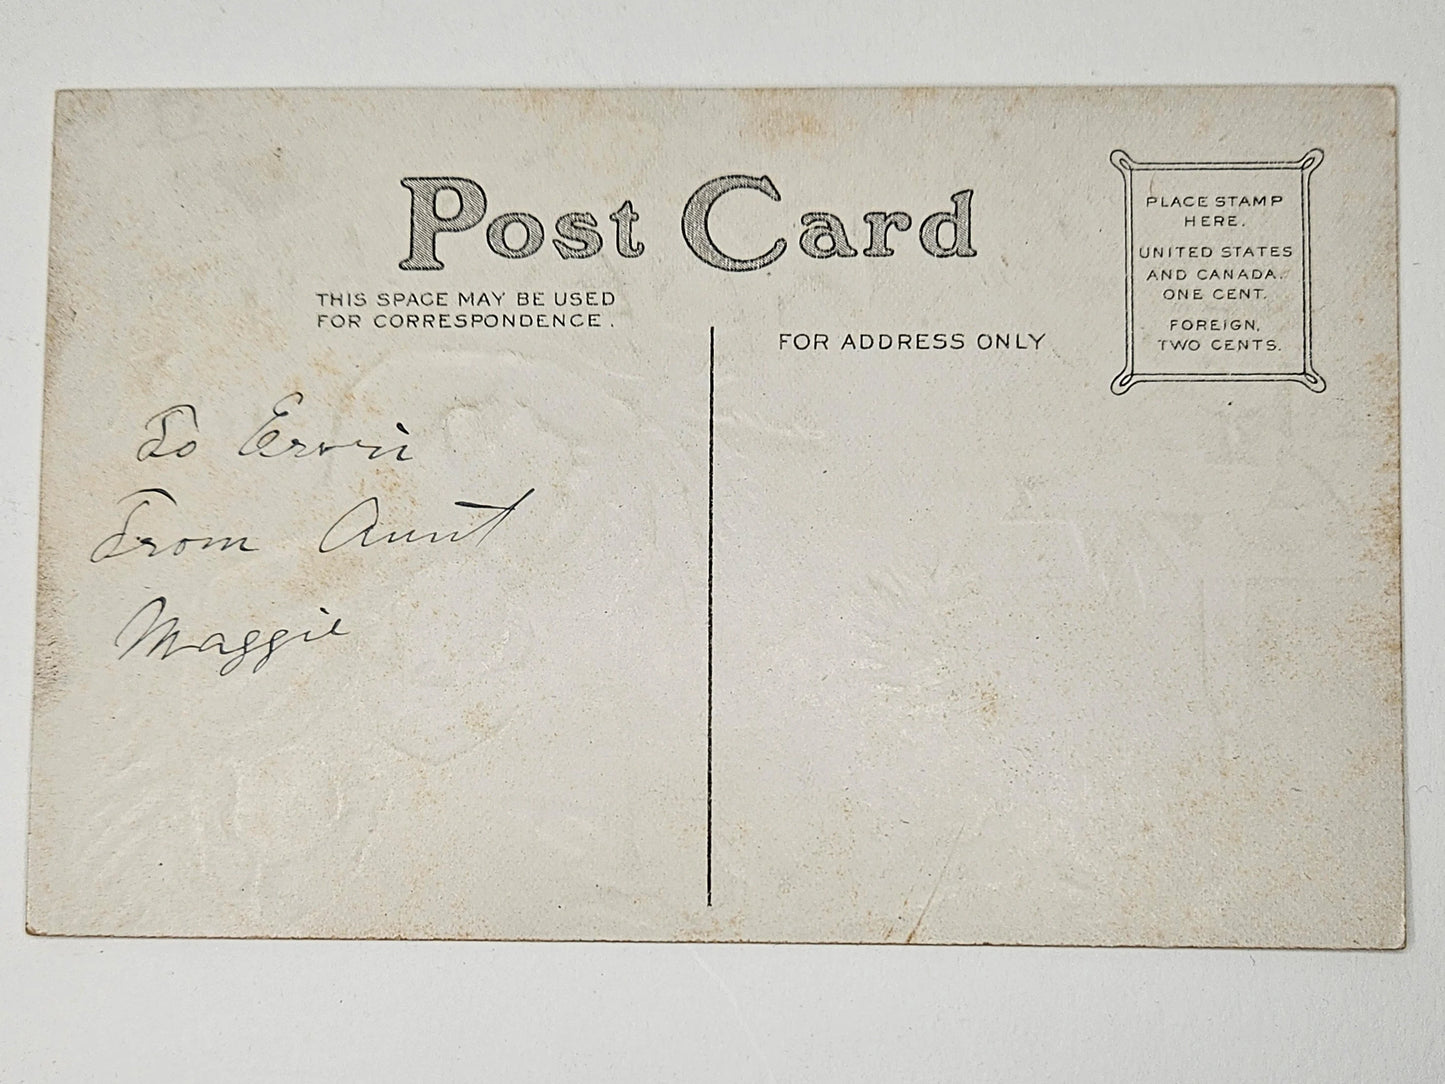 Post Card
THIS SPACE MAY BE USED
FOR CORRESPONDENCE.
FOR ADDRESS ONLY
PLACE STAMP
HERE.
UNITED STATES
AND CANADA.
ONE CENT.
FOREIGN,
TWO CENTS.
To Ervin
From Aunt
Maggie